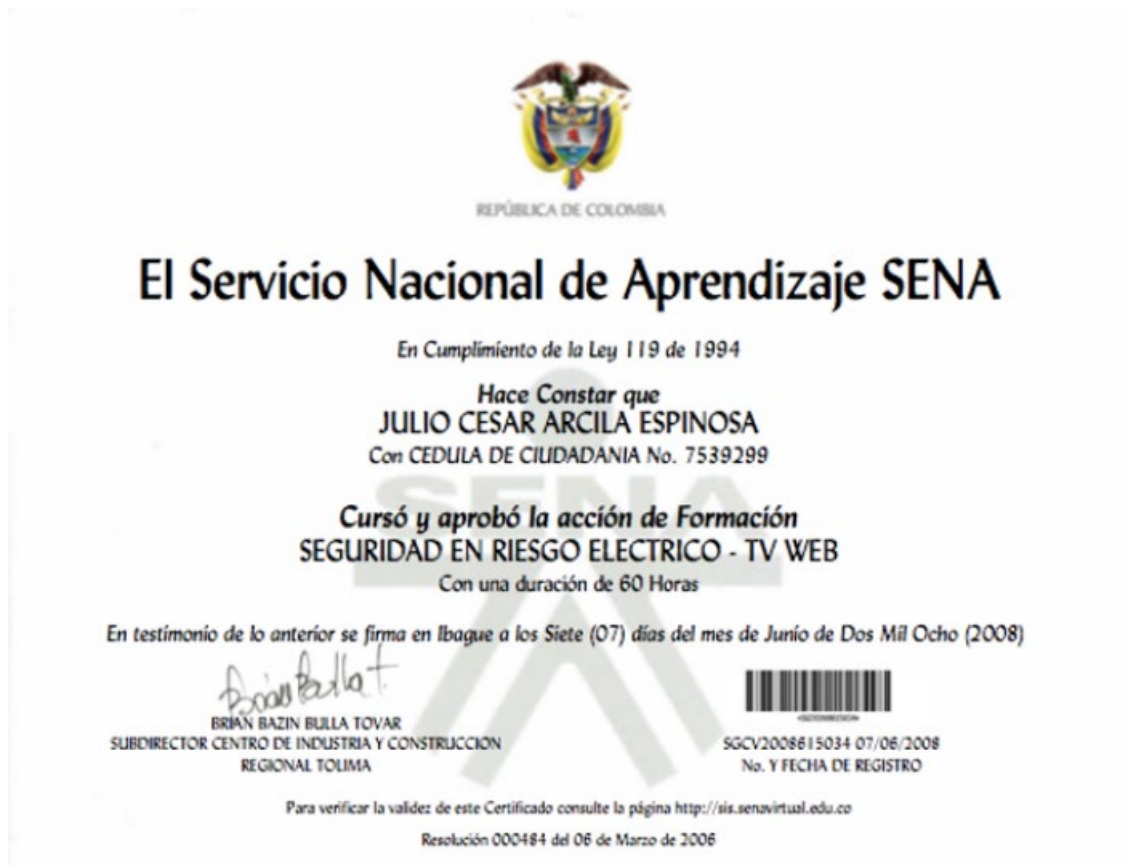 REPÚBLICA DE COLOMBIA
El Servicio Nacional de Aprendizaje SENA
En Cumplimiento de la Ley 119 de 1994
Hace Constar que
JULIO CESAR ARCILA ESPINOSA
Con CEDULA DE CIUDADANIA No. 7539299
SENA
Cursó y aprobó la acción de Formación
SEGURIDAD EN RIESGO ELECTRICO - TV WEB
Con una duración de 60 Horas
En testimonio de lo anterior se firma en Ibague a los Siete (07) días del mes de Junio de Dos Mil Ocho (2008)
Brian Bulla T.
BRIAN BAZIN BULLA TOVAR
SUBDIRECTOR CENTRO DE INDUSTRIA Y CONSTRUCCION
REGIONAL TOLIMA
SGCV2008615034 07/06/2008
No. Y FECHA DE REGISTRO
Para verificar la validez de este Certificado consulte la página http://sis.senavirtual.edu.co
Resolución 000484 del 06 de Marzo de 2006